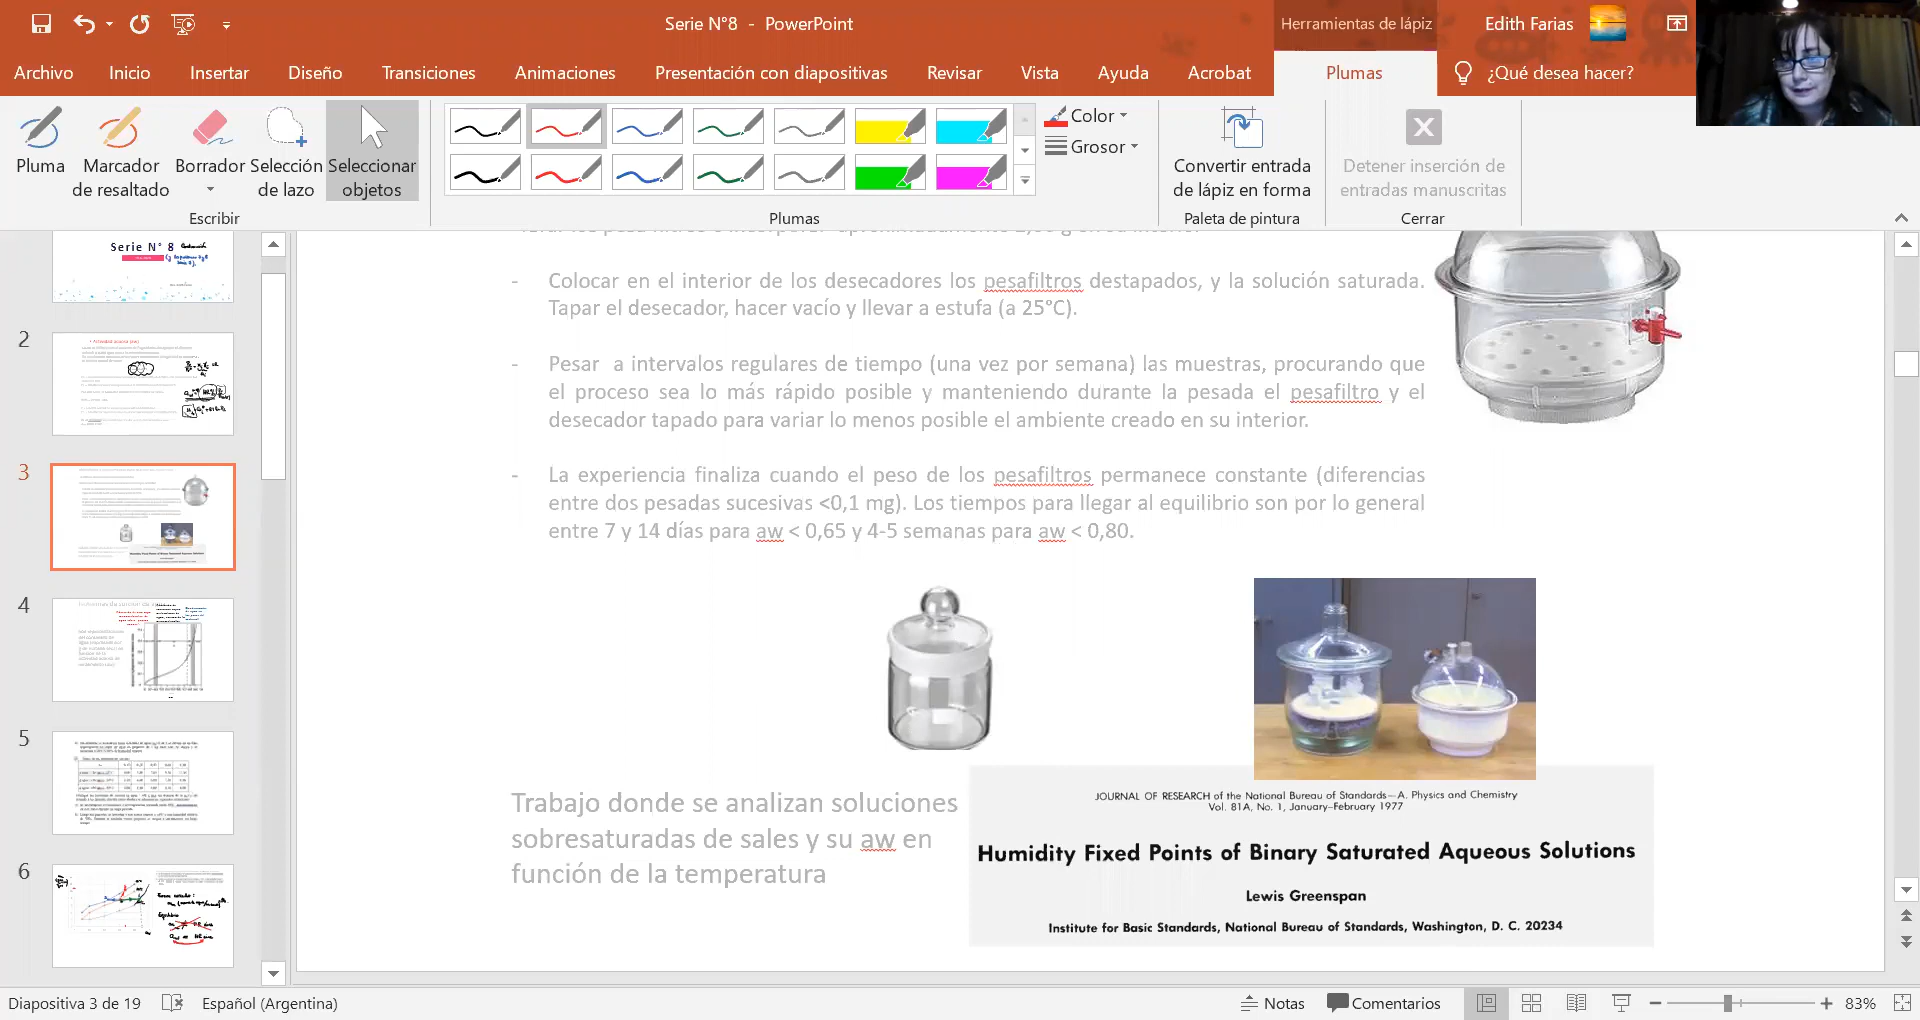 Serie N°8 - PowerPoint
Herramientas de lápiz
Edith Farias
Archivo
Inicio
Insertar
Diseño
Transiciones
Animaciones
Presentación con diapositivas
Revisar
Vista
Ayuda
Acrobat
Plumas
¿Qué desea hacer?
Pluma
Marcador
de resaltado
Borrador
Selección
de lazo
Seleccionar
objetos
Color
Grosor
Convertir entrada
de lápiz en forma
Detener inserción de
entradas manuscritas
Escribir
Plumas
Paleta de pintura
Cerrar
Serie N° 8
2
3
4
5
6
- Colocar en el interior de los desecadores los pesafiltros destapados, y la solución saturada.
Tapar el desecador, hacer vacío y llevar a estufa (a 25°C).
- Pesar a intervalos regulares de tiempo (una vez por semana) las muestras, procurando que
el proceso sea lo más rápido posible y manteniendo durante la pesada el pesafiltro y el
desecador tapado para variar lo menos posible el ambiente creado en su interior.
- La experiencia finaliza cuando el peso de los pesafiltros permanece constante (diferencias
entre dos pesadas sucesivas <0,1 mg). Los tiempos para llegar al equilibrio son por lo general
entre 7 y 14 días para aw < 0,65 y 4-5 semanas para aw < 0,80.
Trabajo donde se analizan soluciones
sobresaturadas de sales y su aw en
función de la temperatura
JOURNAL OF RESEARCH of the National Bureau of Standards—A. Physics and Chemistry
Vol. 81A, No. 1, January–February 1977
Humidity Fixed Points of Binary Saturated Aqueous Solutions
Lewis Greenspan
Institute for Basic Standards, National Bureau of Standards, Washington, D. C. 20234
Diapositiva 3 de 19
Español (Argentina)
Notas
Comentarios
83%